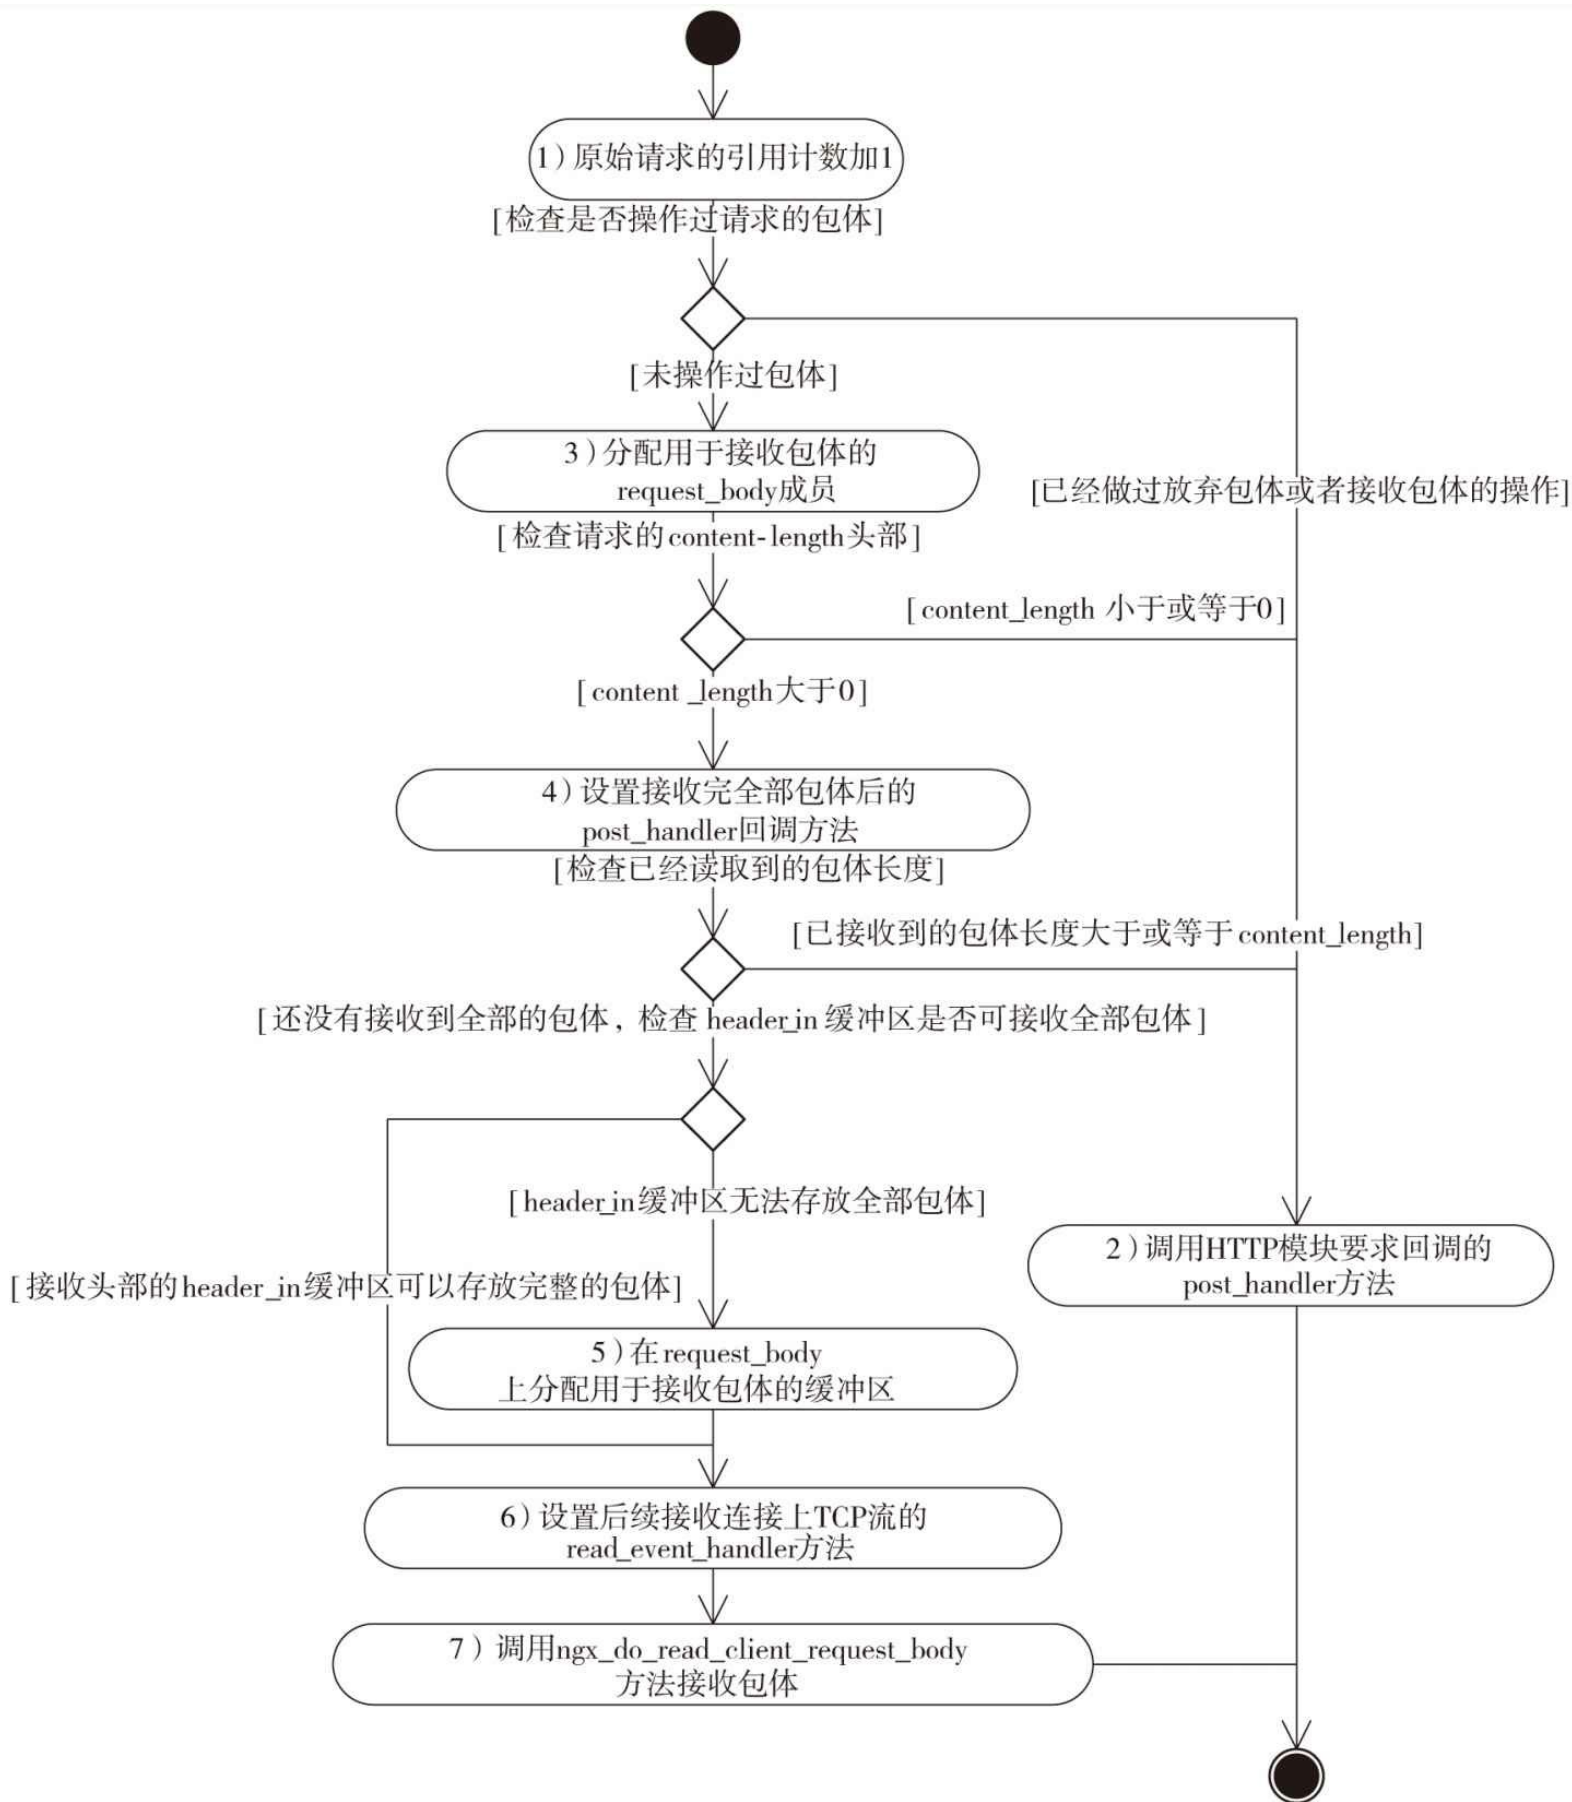 1）原始请求的引用计数加1
[检查是否操作过请求的包体]
[未操作过包体]
3）分配用于接收包体的
request_body成员
[已经做过放弃包体或者接收包体的操作]
[检查请求的content-length头部]
[content_length 小于或等于0]
[content _length大于0]
4）设置接收完全部包体后的
post_handler回调方法
[检查已经读取到的包体长度]
[已接收到的包体长度大于或等于content_length]
[还没有接收到全部的包体，检查 header_in 缓冲区是否可接收全部包体]
[header_in缓冲区无法存放全部包体]
2）调用HTTP模块要求回调的
post_handler方法
[接收头部的header_in缓冲区可以存放完整的包体]
5）在request_body
上分配用于接收包体的缓冲区
6）设置后续接收连接上TCP流的
read_event_handler方法
7）调用ngx_do_read_client_request_body
方法接收包体